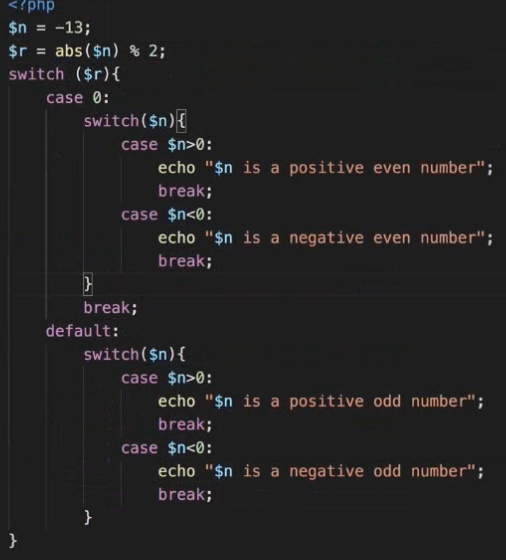 <?php
$n = -13;
$r = abs($n) % 2;
switch ($r){
    case 0:
        switch($n){
            case $n>0:
                echo "$n is a positive even number";
                break;
            case $n<0:
                echo "$n is a negative even number";
                break;
        }
        break;
    default:
        switch($n){
            case $n>0:
                echo "$n is a positive odd number";
                break;
            case $n<0:
                echo "$n is a negative odd number";
                break;
        }
}